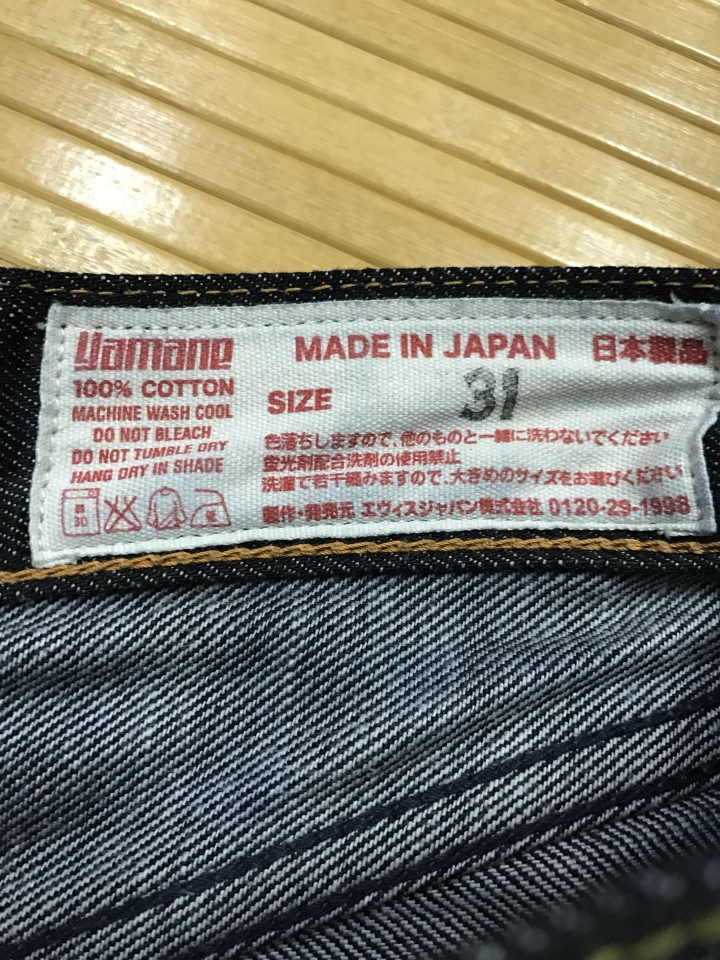 yamane
100% COTTON
MACHINE WASH COOL
DO NOT BLEACH
DO NOT TUMBLE DRY
HANG DRY IN SHADE
MADE IN JAPAN 日本製品
SIZE 31
色落ちしますので、他のものと一緒に洗わないでください
蛍光剤配合洗剤の使用禁止
洗濯で若干縮みますので、大きめのサイズをお選びください
製作・発売元 エヴィスジャパン株式会社 0120-29-1998